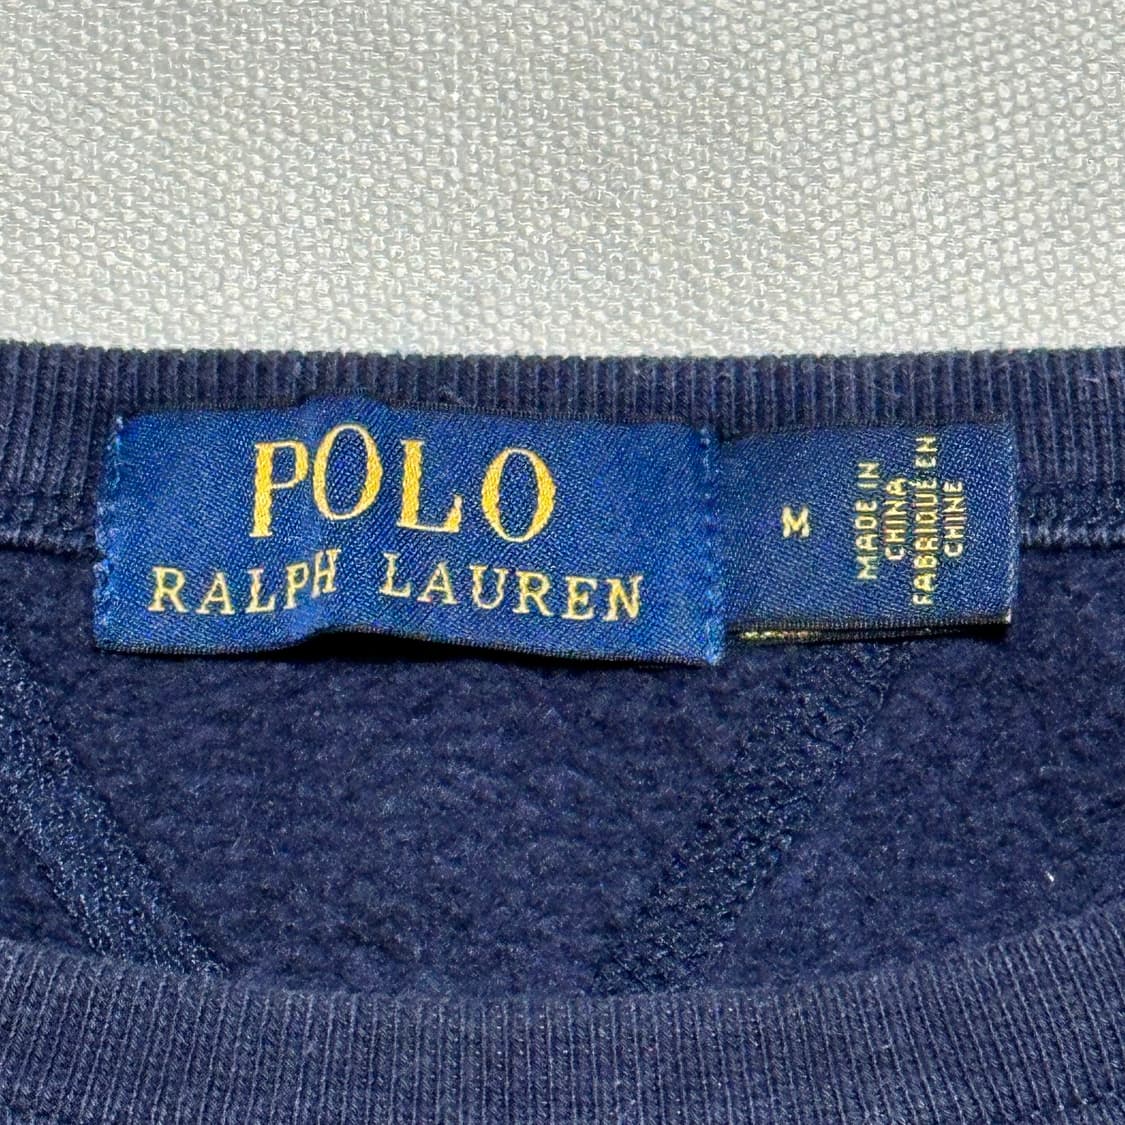 POLO
RALPH LAUREN
M
MADE IN
CHINA
FABRIQUÉ EN
CHINE